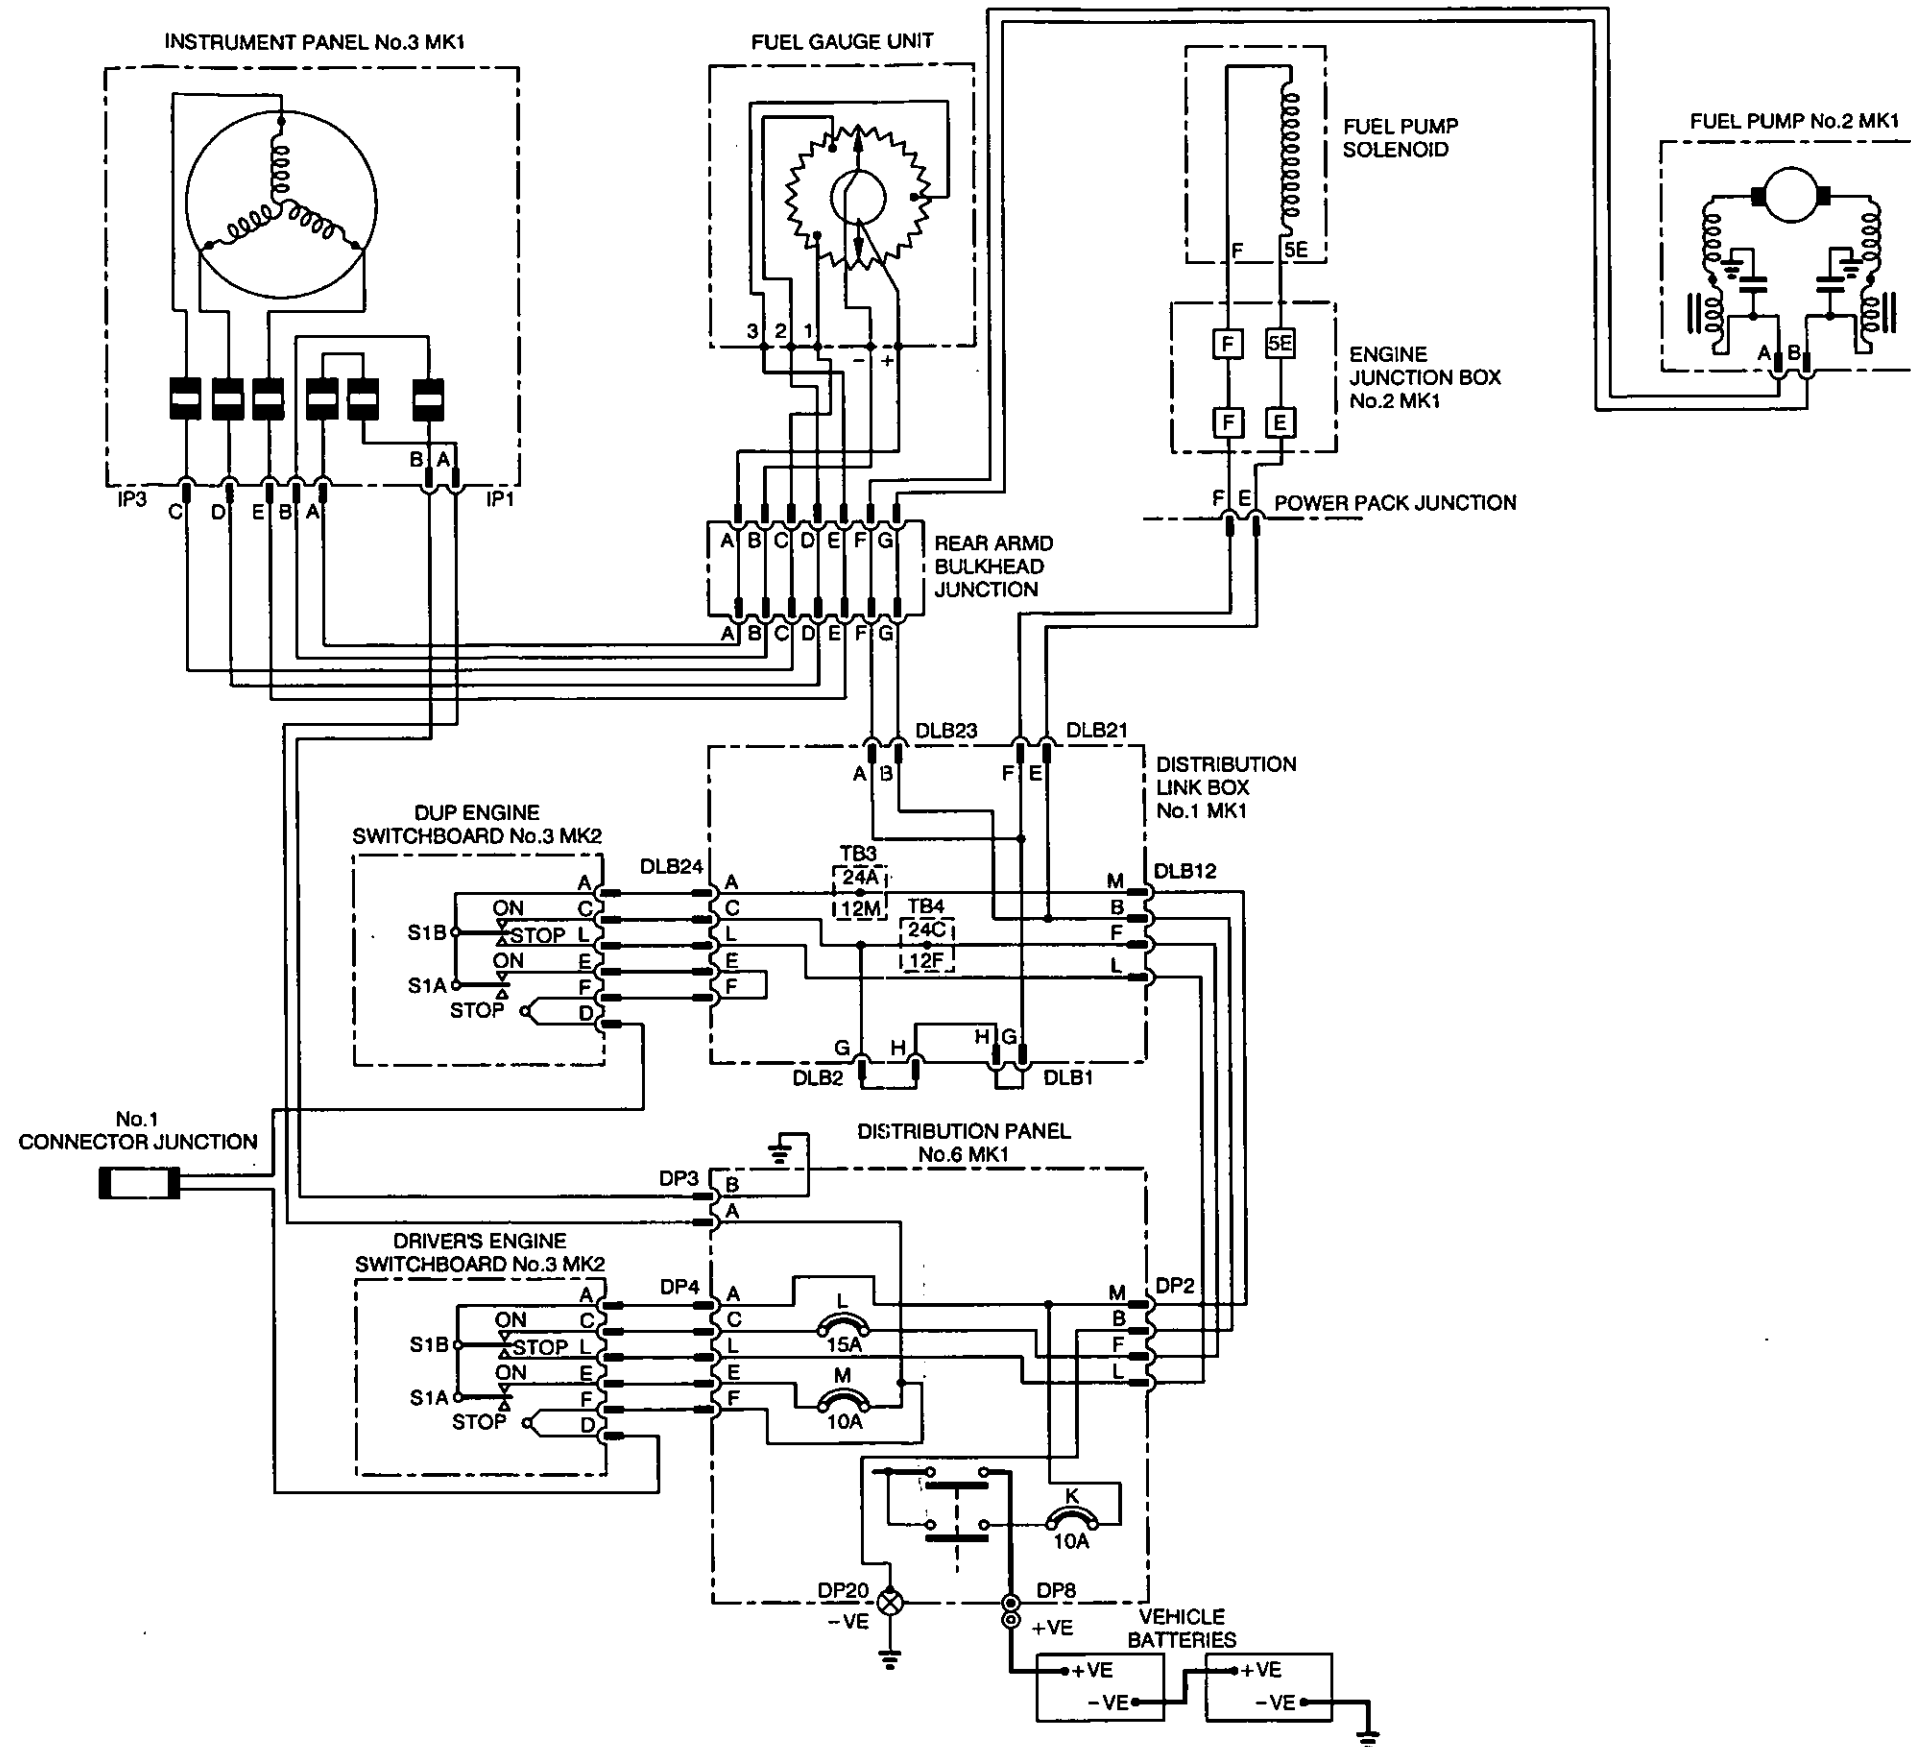 INSTRUMENT PANEL No.3 MK1
FUEL GAUGE UNIT
FUEL PUMP
SOLENOID
FUEL PUMP No.2 MK1
F 5E
3 2 1
- +
F 5E
ENGINE
JUNCTION BOX
No.2 MK1
A B
F E
B A
IP3 IP1
C D E B A
F E
POWER PACK JUNCTION
A B C D E F G
REAR ARMD
BULKHEAD
JUNCTION
A B C D E F G
DLB23 DLB21
A B F E
DISTRIBUTION
LINK BOX
No.1 MK1
DUP ENGINE
SWITCHBOARD No.3 MK2
DLB24
TB3
24A
12M
DLB12
A A M
ON C C
TB4
24C
12F
B
S1B STOP L L F
ON E E L
S1A F F
STOP D
G H H G
DLB2 DLB1
No.1
CONNECTOR JUNCTION
DISTRIBUTION PANEL
No.6 MK1
DP3 B
A
DRIVER'S ENGINE
SWITCHBOARD No.3 MK2
DP4 DP2
A A L M
ON C C 15A B
S1B STOP L L F
ON E E M L
S1A F F 10A
STOP D
K
10A
DP20 DP8
-VE +VE
VEHICLE
BATTERIES
+VE +VE
-VE -VE